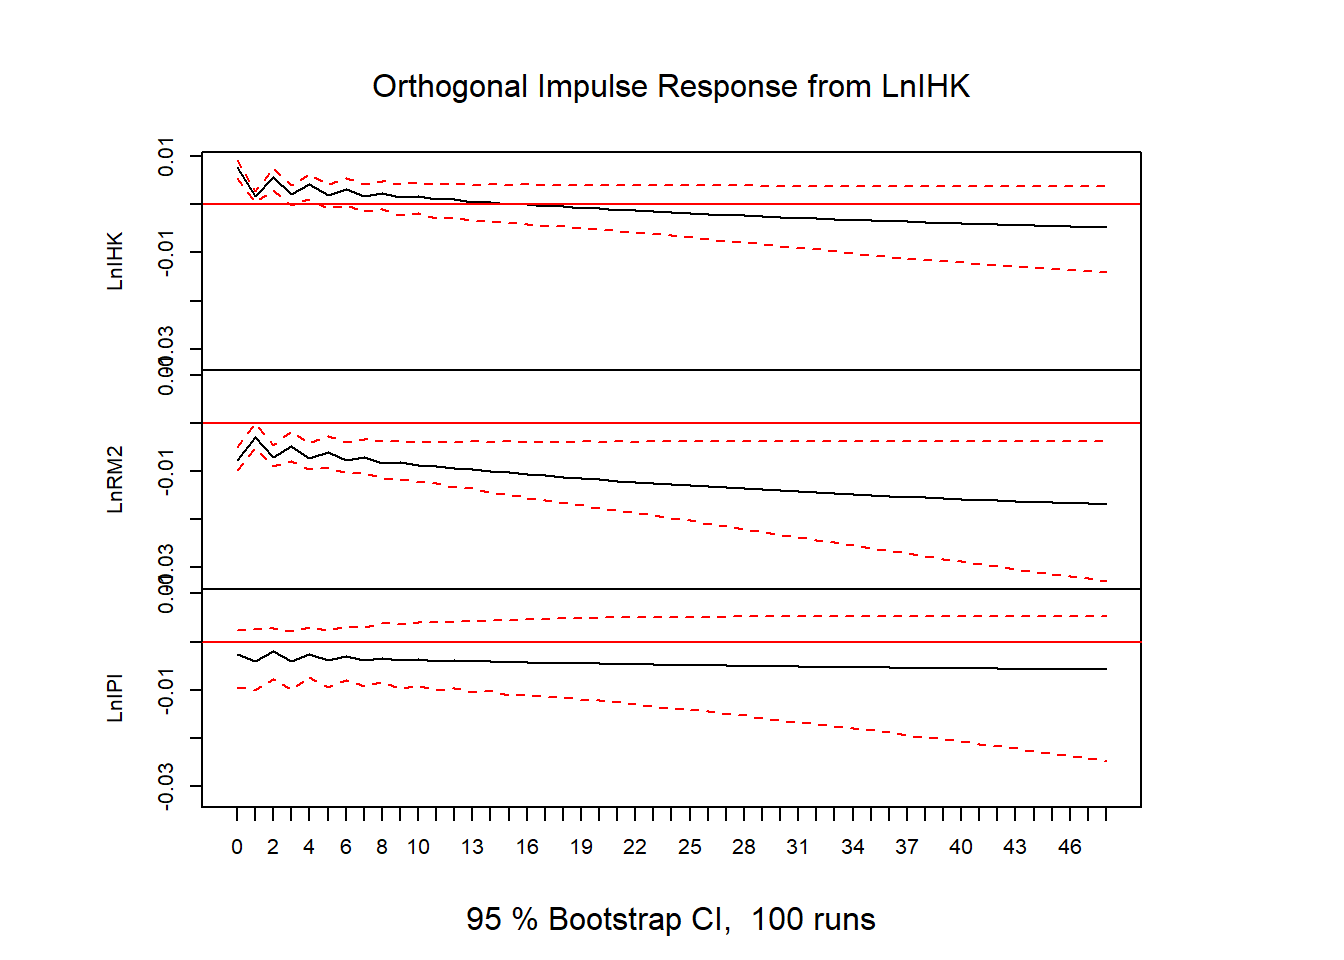 Orthogonal Impulse Response from LnIHK
LnIHK
0.01
-0.01
-0.03
LnRM2
0.01
-0.01
-0.03
LnIPI
0.01
-0.01
-0.03
0 2 4 6 8 10 13 16 19 22 25 28 31 34 37 40 43 46
95 % Bootstrap CI, 100 runs